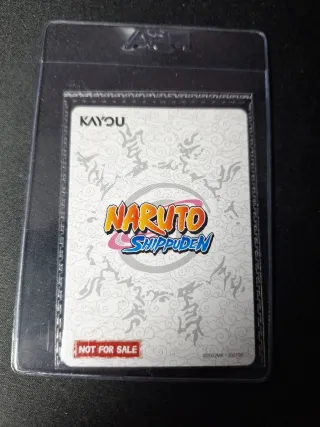 KAYOU
NARUTO
SHIPPUDEN
NOT FOR SALE